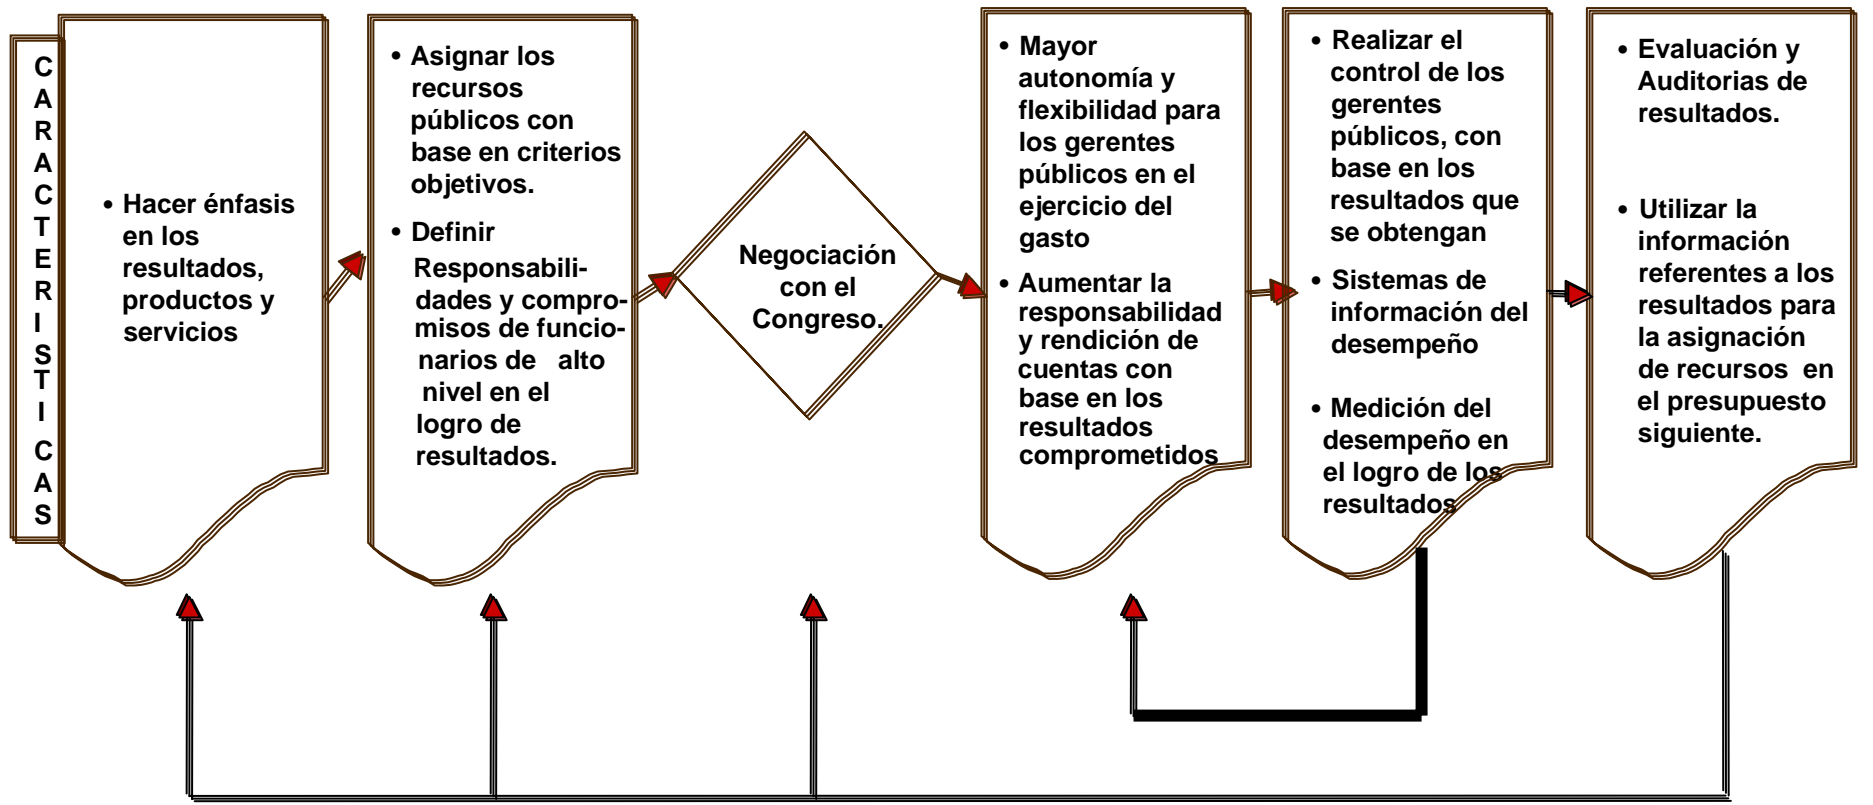 C
A
R
A
C
T
E
R
I
S
T
I
C
A
S
• Hacer énfasis
en los
resultados,
productos y
servicios
• Asignar los
recursos
públicos con
base en criterios
objetivos.
• Definir
Responsabili-
dades y compro-
misos de funcio-
narios de alto
nivel en el
logro de
resultados.
Negociación
con el
Congreso.
• Mayor
autonomía y
flexibilidad para
los gerentes
públicos en el
ejercicio del
gasto
• Aumentar la
responsabilidad
y rendición de
cuentas con
base en los
resultados
comprometidos
• Realizar el
control de los
gerentes
públicos, con
base en los
resultados que
se obtengan
• Sistemas de
información del
desempeño
• Medición del
desempeño en
el logro de los
resultados
• Evaluación y
Auditorias de
resultados.
• Utilizar la
información
referentes a los
resultados para
la asignación
de recursos en
el presupuesto
siguiente.